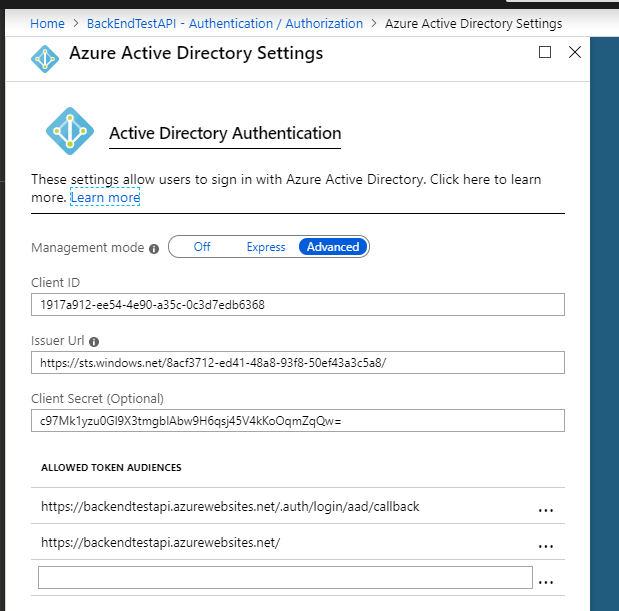 Home > BackEndTestAPI - Authentication / Authorization > Azure Active Directory Settings
Azure Active Directory Settings
Active Directory Authentication
These settings allow users to sign in with Azure Active Directory. Click here to learn
more. Learn more
Management mode Off Express Advanced
Client ID
1917a912-ee54-4e90-a35c-0c3d7edb6368
Issuer Url
https://sts.windows.net/8acf3712-ed41-48a8-93f8-50ef43a3c5a8/
Client Secret (Optional)
ALLOWED TOKEN AUDIENCES
https://backendtestapi.azurewebsites.net/.auth/login/aad/callback ...
https://backendtestapi.azurewebsites.net/ ...
...